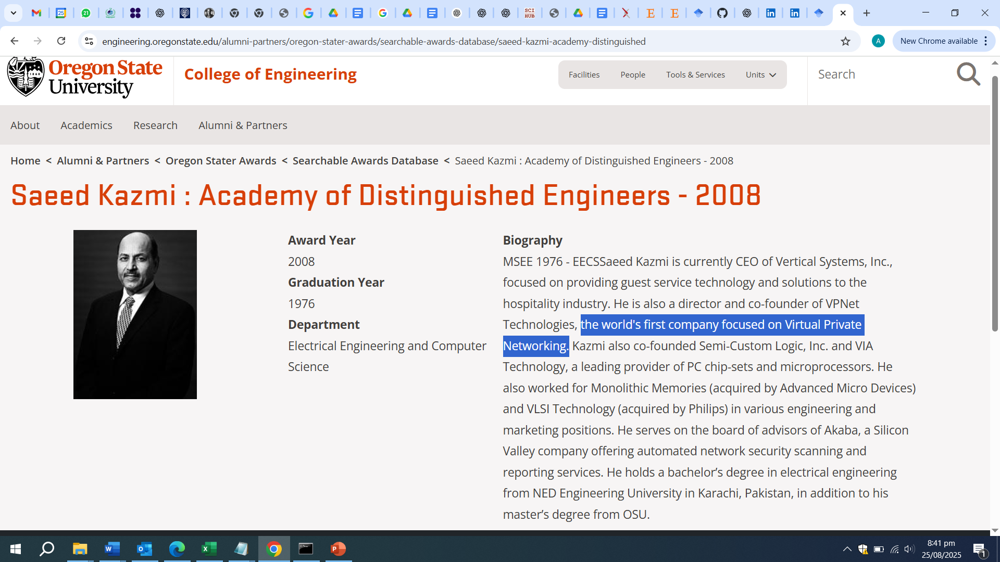 engineering.oregonstate.edu/alumni-partners/oregon-stater-awards/searchable-awards-database/saeed-kazmi-academy-distinguished
A
New Chrome available
Oregon State
University
College of Engineering
Facilities
People
Tools & Services
Units
Search
About
Academics
Research
Alumni & Partners
Home < Alumni & Partners < Oregon Stater Awards < Searchable Awards Database < Saeed Kazmi : Academy of Distinguished Engineers - 2008
Saeed Kazmi : Academy of Distinguished Engineers - 2008
Award Year
2008
Graduation Year
1976
Department
Electrical Engineering and Computer
Science
Biography
MSEE 1976 - EECSSaeed Kazmi is currently CEO of Vertical Systems, Inc.,
focused on providing guest service technology and solutions to the
hospitality industry. He is also a director and co-founder of VPNet
Technologies, the world's first company focused on Virtual Private
Networking. Kazmi also co-founded Semi-Custom Logic, Inc. and VIA
Technology, a leading provider of PC chip-sets and microprocessors. He
also worked for Monolithic Memories (acquired by Advanced Micro Devices)
and VLSI Technology (acquired by Philips) in various engineering and
marketing positions. He serves on the board of advisors of Akaba, a Silicon
Valley company offering automated network security scanning and
reporting services. He holds a bachelor’s degree in electrical engineering
from NED Engineering University in Karachi, Pakistan, in addition to his
master’s degree from OSU.
8:41 pm
25/08/2025
1